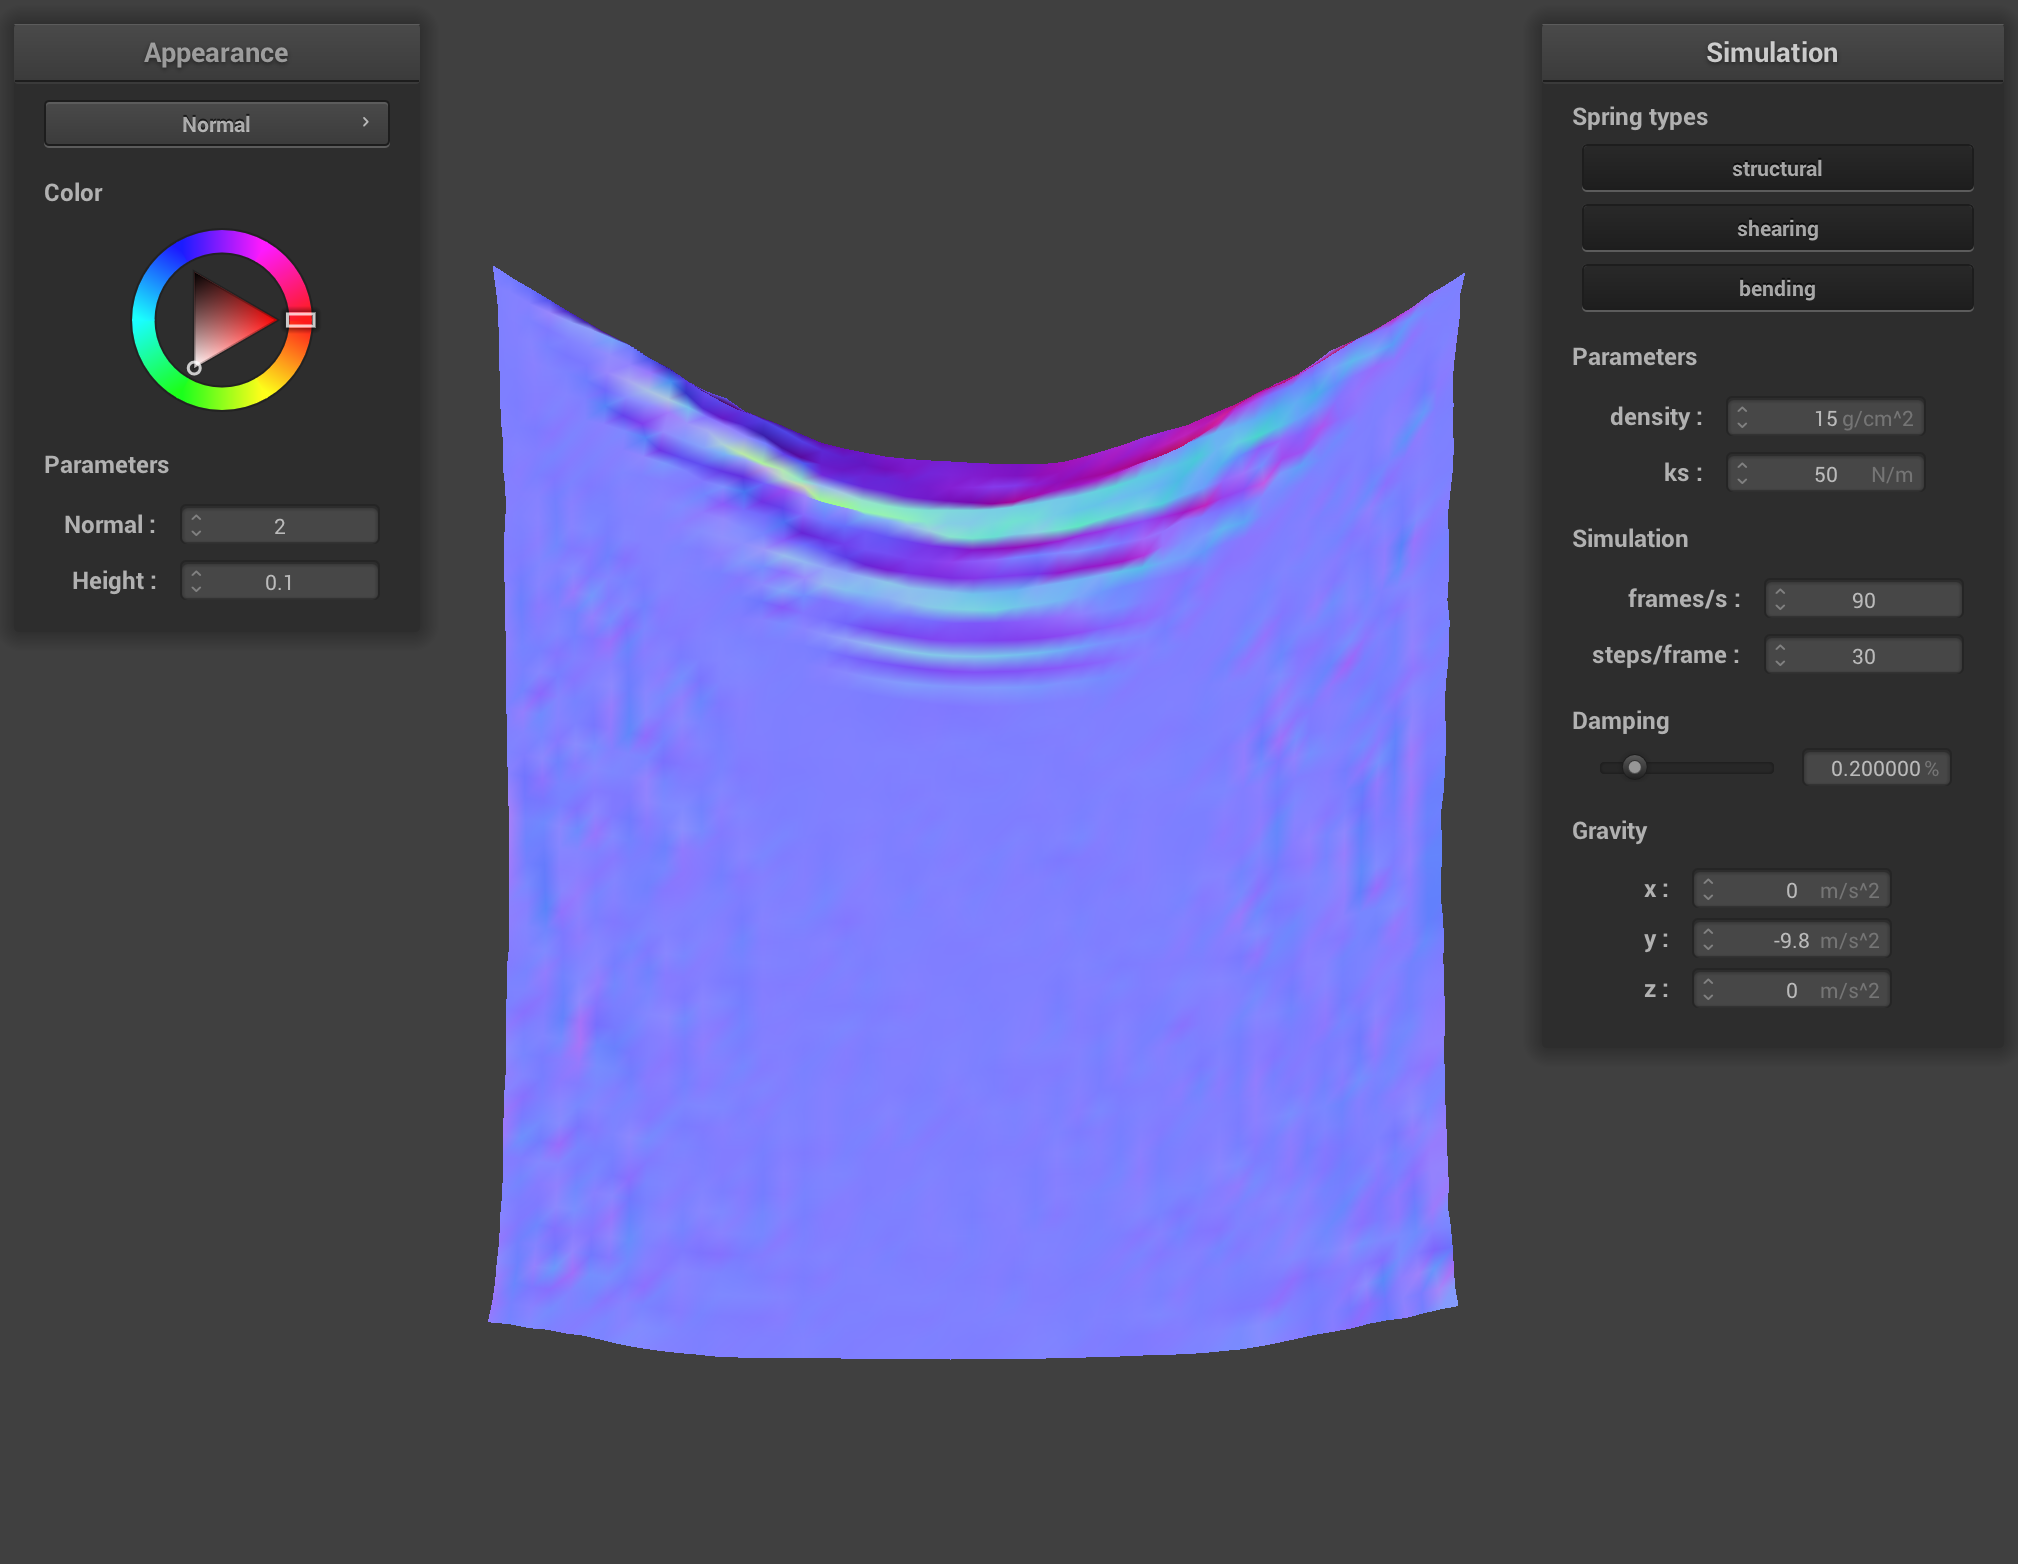 Appearance
Normal
Color
Parameters
Normal : 2
Height : 0.1
Simulation
Spring types
structural
shearing
bending
Parameters
density : 15 g/cm^2
ks : 50 N/m
Simulation
frames/s : 90
steps/frame : 30
Damping
0.200000 %
Gravity
x : 0 m/s^2
y : -9.8 m/s^2
z : 0 m/s^2